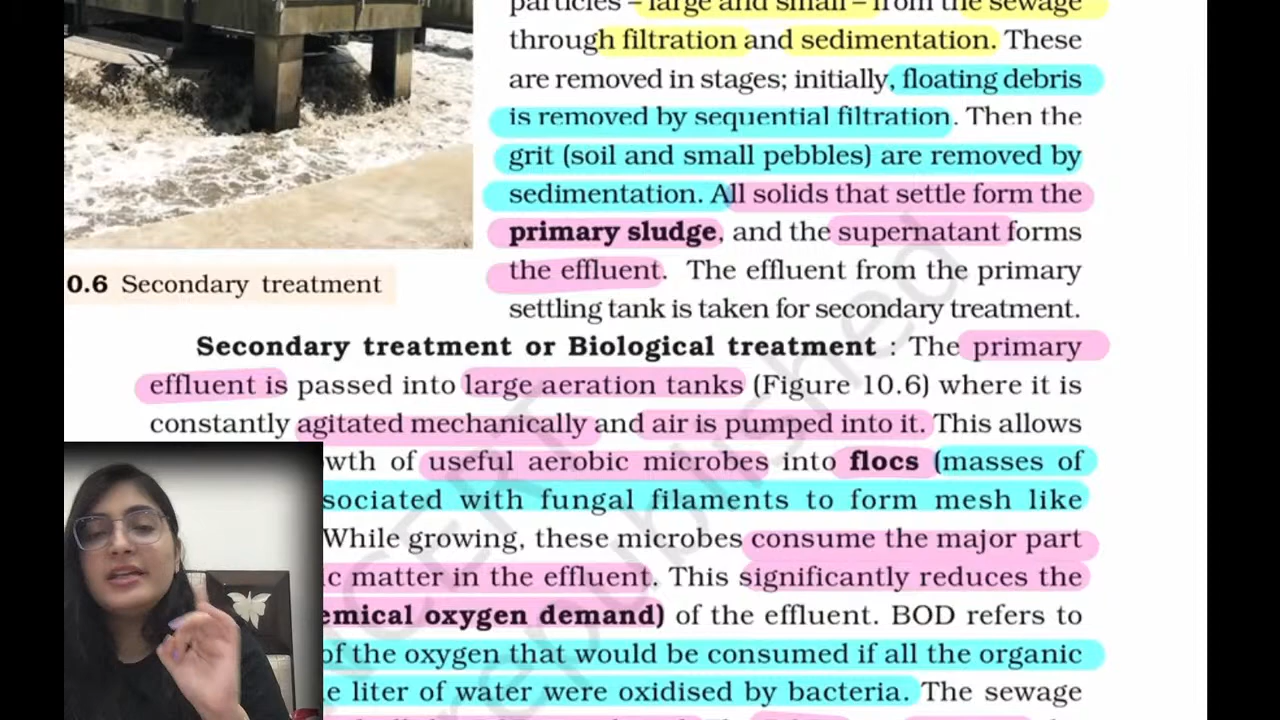 particles – large and small – from the sewage
through filtration and sedimentation. These
are removed in stages; initially, floating debris
is removed by sequential filtration. Then the
grit (soil and small pebbles) are removed by
sedimentation. All solids that settle form the
primary sludge, and the supernatant forms
the effluent. The effluent from the primary
settling tank is taken for secondary treatment.
0.6 Secondary treatment
Secondary treatment or Biological treatment : The primary
effluent is passed into large aeration tanks (Figure 10.6) where it is
constantly agitated mechanically and air is pumped into it. This allows
wth of useful aerobic microbes into flocs (masses of
sociated with fungal filaments to form mesh like
While growing, these microbes consume the major part
ic matter in the effluent. This significantly reduces the
emical oxygen demand) of the effluent. BOD refers to
of the oxygen that would be consumed if all the organic
e liter of water were oxidised by bacteria. The sewage